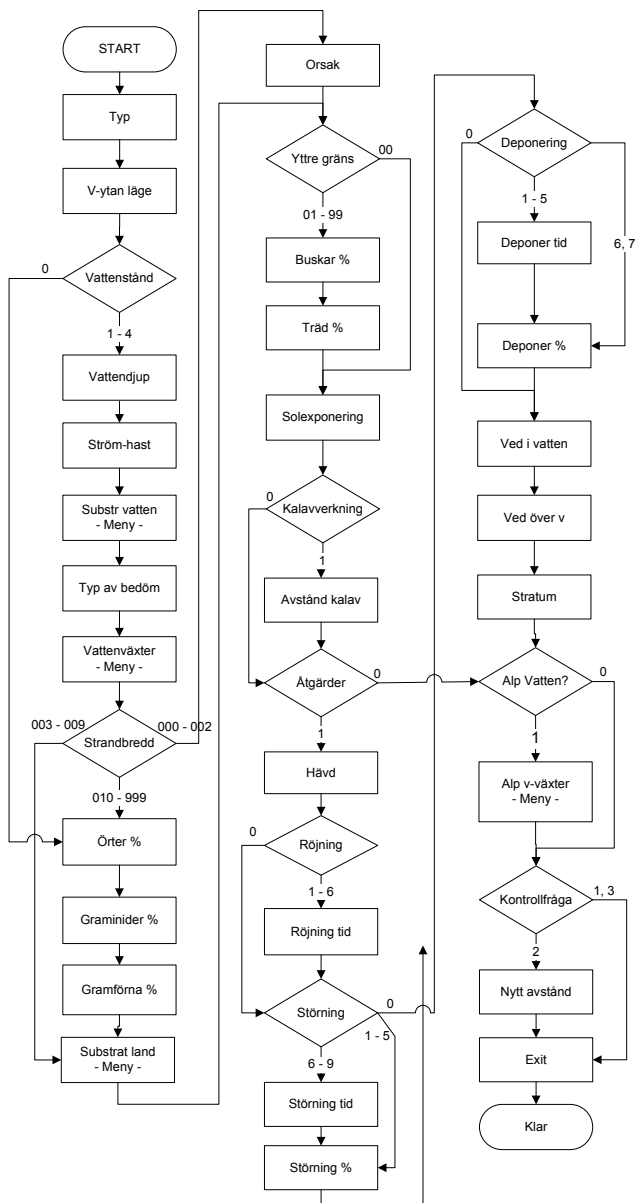 START
Typ
V-ytan läge
Vattenstånd
0
1 - 4
Vattendjup
Ström-hast
Substr vatten
- Meny -
Typ av bedöm
Vattenväxter
- Meny -
Strandbredd
003 - 009
000 - 002
010 - 999
Örter %
Graminider %
Gramförna %
Substrat land
- Meny -
Orsak
Yttre gräns
00
01 - 99
Buskar %
Träd %
Solexponering
Kalavverkning
0
1
Avstånd kalav
Åtgärder
0
1
Hävd
Röjning
0
1 - 6
Röjning tid
Störning
0
1 - 5
6 - 9
Störning tid
Störning %
Deponering
0
1 - 5
6, 7
Deponer tid
Deponer %
Ved i vatten
Ved över v
Stratum
Alp Vatten?
0
1
Alp v-växter
- Meny -
Kontrollfråga
1, 3
2
Nytt avstånd
Exit
Klar